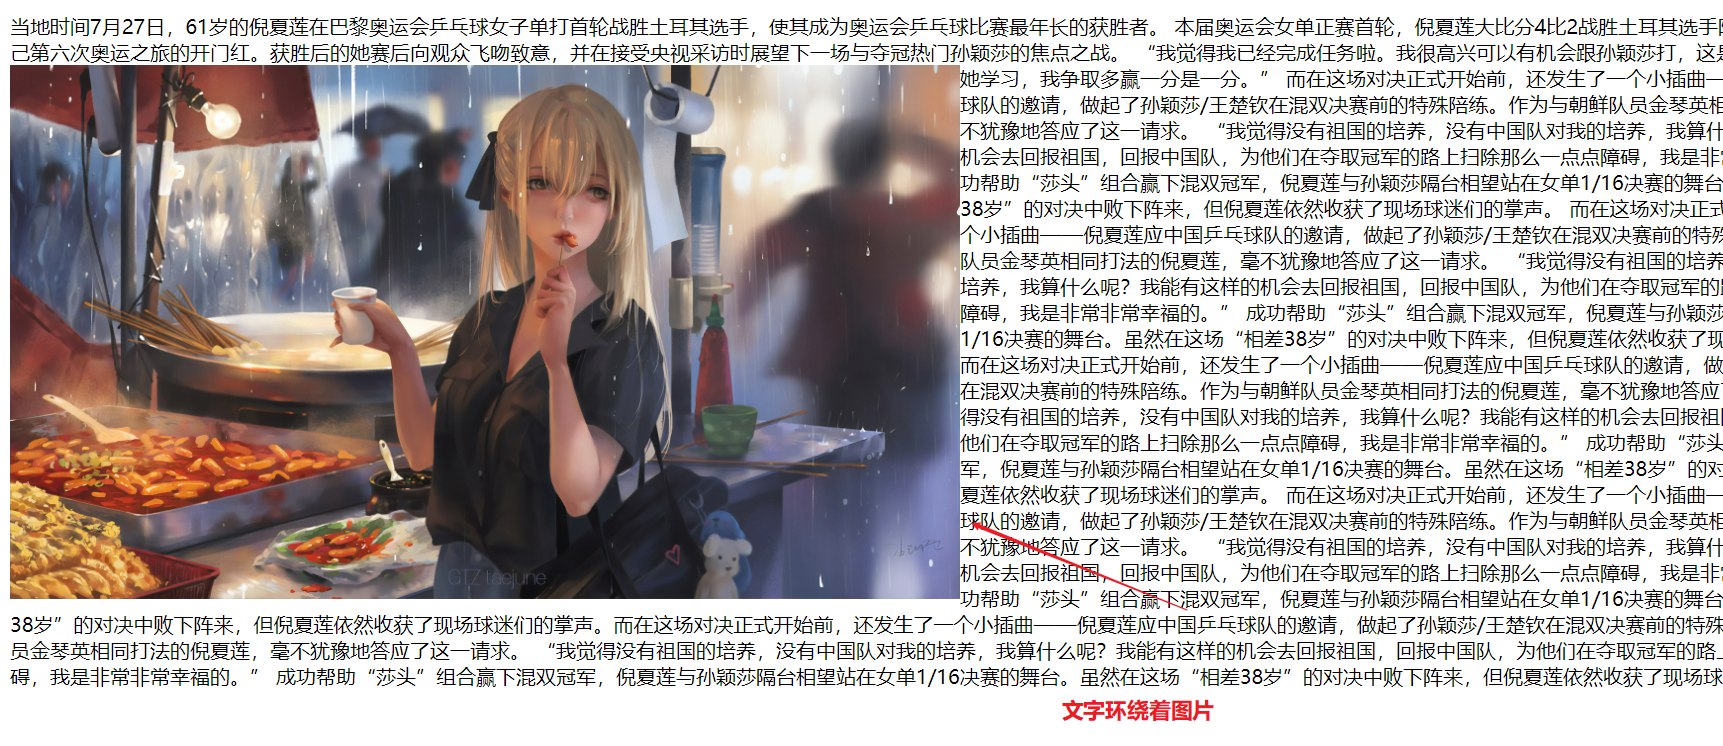 当地时间7月27日，61岁的倪夏莲在巴黎奥运会乒乓球女子单打首轮战胜土耳其选手，使其成为奥运会乒乓球比赛最年长的获胜者。 本届奥运会女单正赛首轮，倪夏莲大比分4比2战胜土耳其选手
己第六次奥运之旅的开门红。获胜后的她赛后向观众飞吻致意，并在接受央视采访时展望下一场与夺冠热门孙颖莎的焦点之战。 “我觉得我已经完成任务啦。我很高兴可以有机会跟孙颖莎打，这是
她学习，我争取多赢一分是一分。” 而在这场对决正式开始前，还发生了一个小插曲—
球队的邀请，做起了孙颖莎/王楚钦在混双决赛前的特殊陪练。作为与朝鲜队员金琴英相
不犹豫地答应了这一请求。 “我觉得没有祖国的培养，没有中国队对我的培养，我算什
机会去回报祖国，回报中国队，为他们在夺取冠军的路上扫除那么一点点障碍，我是非常
功帮助“莎头”组合赢下混双冠军，倪夏莲与孙颖莎隔台相望站在女单1/16决赛的舞台
38岁”的对决中败下阵来，但倪夏莲依然收获了现场球迷们的掌声。 而在这场对决正式
个小插曲——倪夏莲应中国乒乓球队的邀请，做起了孙颖莎/王楚钦在混双决赛前的特殊
队员金琴英相同打法的倪夏莲，毫不犹豫地答应了这一请求。 “我觉得没有祖国的培养
培养，我算什么呢？我能有这样的机会去回报祖国，回报中国队，为他们在夺取冠军的
障碍，我是非常非常幸福的。” 成功帮助“莎头”组合赢下混双冠军，倪夏莲与孙颖莎
1/16决赛的舞台。虽然在这场“相差38岁”的对决中败下阵来，但倪夏莲依然收获了现
而在这场对决正式开始前，还发生了一个小插曲——倪夏莲应中国乒乓球队的邀请，做
在混双决赛前的特殊陪练。作为与朝鲜队员金琴英相同打法的倪夏莲，毫不犹豫地答应
得没有祖国的培养，没有中国队对我的培养，我算什么呢？我能有这样的机会去回报祖
他们在夺取冠军的路上扫除那么一点点障碍，我是非常非常幸福的。” 成功帮助“莎头
军，倪夏莲与孙颖莎隔台相望站在女单1/16决赛的舞台。虽然在这场“相差38岁”的对
夏莲依然收获了现场球迷们的掌声。 而在这场对决正式开始前，还发生了一个小插曲—
球队的邀请，做起了孙颖莎/王楚钦在混双决赛前的特殊陪练。作为与朝鲜队员金琴英相
不犹豫地答应了这一请求。 “我觉得没有祖国的培养，没有中国队对我的培养，我算什
机会去回报祖国，回报中国队，为他们在夺取冠军的路上扫除那么一点点障碍，我是非常
功帮助“莎头”组合赢下混双冠军，倪夏莲与孙颖莎隔台相望站在女单1/16决赛的舞台
GTZ taejune
38岁”的对决中败下阵来，但倪夏莲依然收获了现场球迷们的掌声。而在这场对决正式开始前，还发生了一个小插曲——倪夏莲应中国乒乓球队的邀请，做起了孙颖莎/王楚钦在混双决赛前的特殊
员金琴英相同打法的倪夏莲，毫不犹豫地答应了这一请求。 “我觉得没有祖国的培养，没有中国队对我的培养，我算什么呢？我能有这样的机会去回报祖国，回报中国队，为他们在夺取冠军的路上
碍，我是非常非常幸福的。” 成功帮助“莎头”组合赢下混双冠军，倪夏莲与孙颖莎隔台相望站在女单1/16决赛的舞台。虽然在这场“相差38岁”的对决中败下阵来，但倪夏莲依然收获了现场球
文字环绕着图片